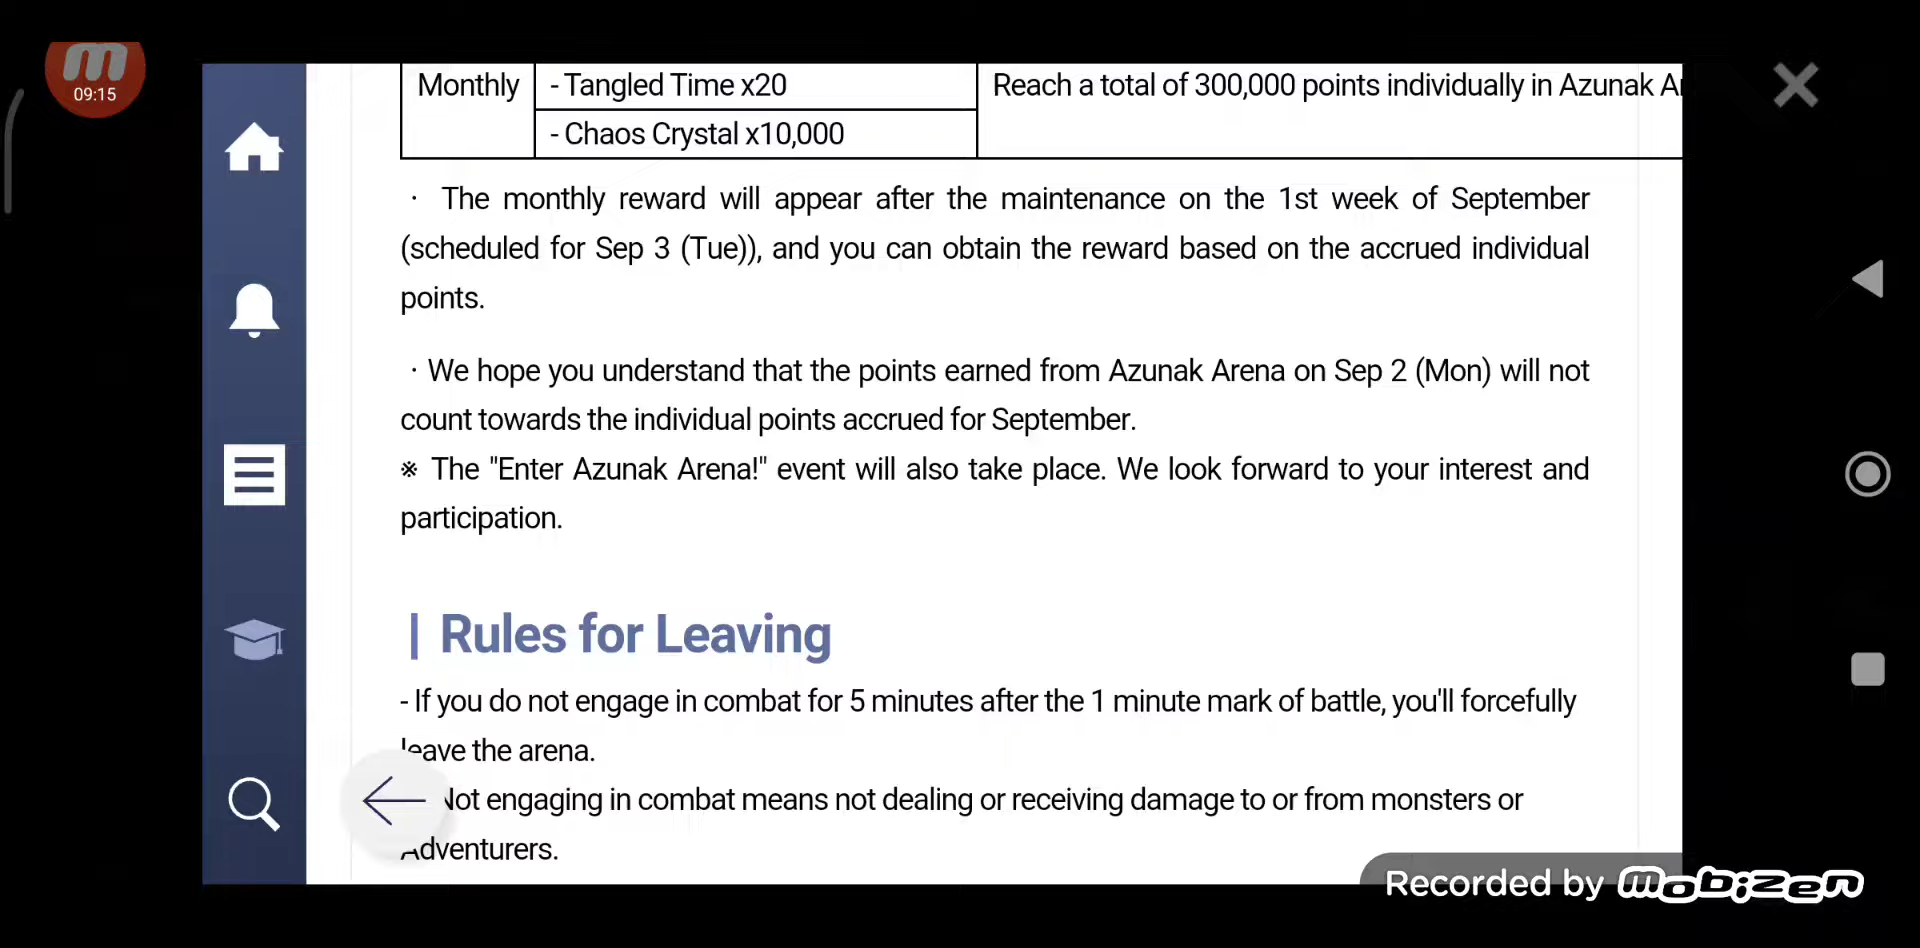 09:15
Monthly
- Tangled Time x20
Reach a total of 300,000 points individually in Azunak
- Chaos Crystal x10,000
· The monthly reward will appear after the maintenance on the 1st week of September
(scheduled for Sep 3 (Tue)), and you can obtain the reward based on the accrued individual
points.
· We hope you understand that the points earned from Azunak Arena on Sep 2 (Mon) will not
count towards the individual points accrued for September.
※ The "Enter Azunak Arena!" event will also take place. We look forward to your interest and
participation.
| Rules for Leaving
- If you do not engage in combat for 5 minutes after the 1 minute mark of battle, you'll forcefully
leave the arena.
Not engaging in combat means not dealing or receiving damage to or from monsters or
Adventurers.
Recorded by mobizen